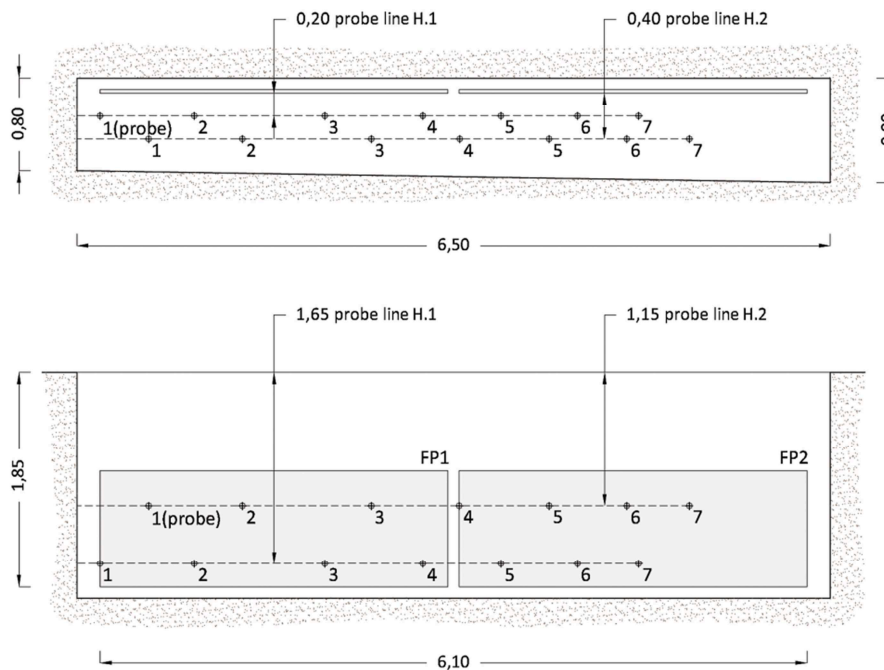 0,20 probe line H.1
0,40 probe line H.2
0,80
1(probe) 2 3 4 5 6 7
1 2 3 4 5 6 7
6,50
1,65 probe line H.1
1,15 probe line H.2
1,85
FP1
FP2
1(probe) 2 3 4 5 6 7
1 2 3 4 5 6 7
6,10